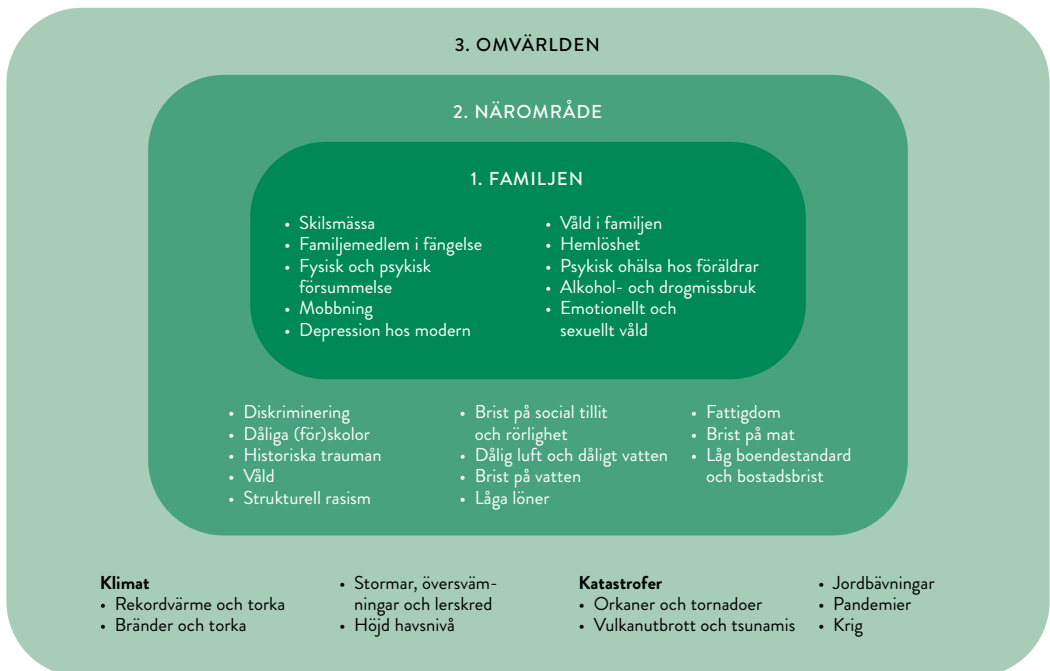 3. OMVÄRLDEN
2. NÄROMRÅDE
1. FAMILJEN
• Skilsmässa
• Familjemedlem i fängelse
• Fysisk och psykisk
försummelse
• Mobbning
• Depression hos modern
• Våld i familjen
• Hemlöshet
• Psykisk ohälsa hos föräldrar
• Alkohol- och drogmissbruk
• Emotionellt och
sexuellt våld
• Diskriminering
• Dåliga (för)skolor
• Historiska trauman
• Våld
• Strukturell rasism
• Brist på social tillit
och rörlighet
• Dålig luft och dåligt vatten
• Brist på vatten
• Låga löner
• Fattigdom
• Brist på mat
• Låg boendestandard
och bostadsbrist
Klimat
• Rekordvärme och torka
• Bränder och torka
• Stormar, översväm-
ningar och lerskred
• Höjd havsnivå
Katastrofer
• Orkaner och tornadoer
• Vulkanutbrott och tsunamis
• Jordbävningar
• Pandemier
• Krig